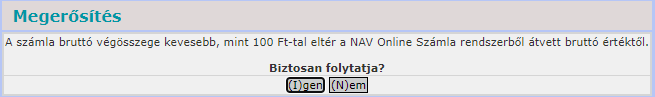 Megerősítés
A számla bruttó végösszege kevesebb, mint 100 Ft-tal eltér a NAV Online Számla rendszerből átvett bruttó értéktől.
Biztosan folytatja?
(I)gen (N)em